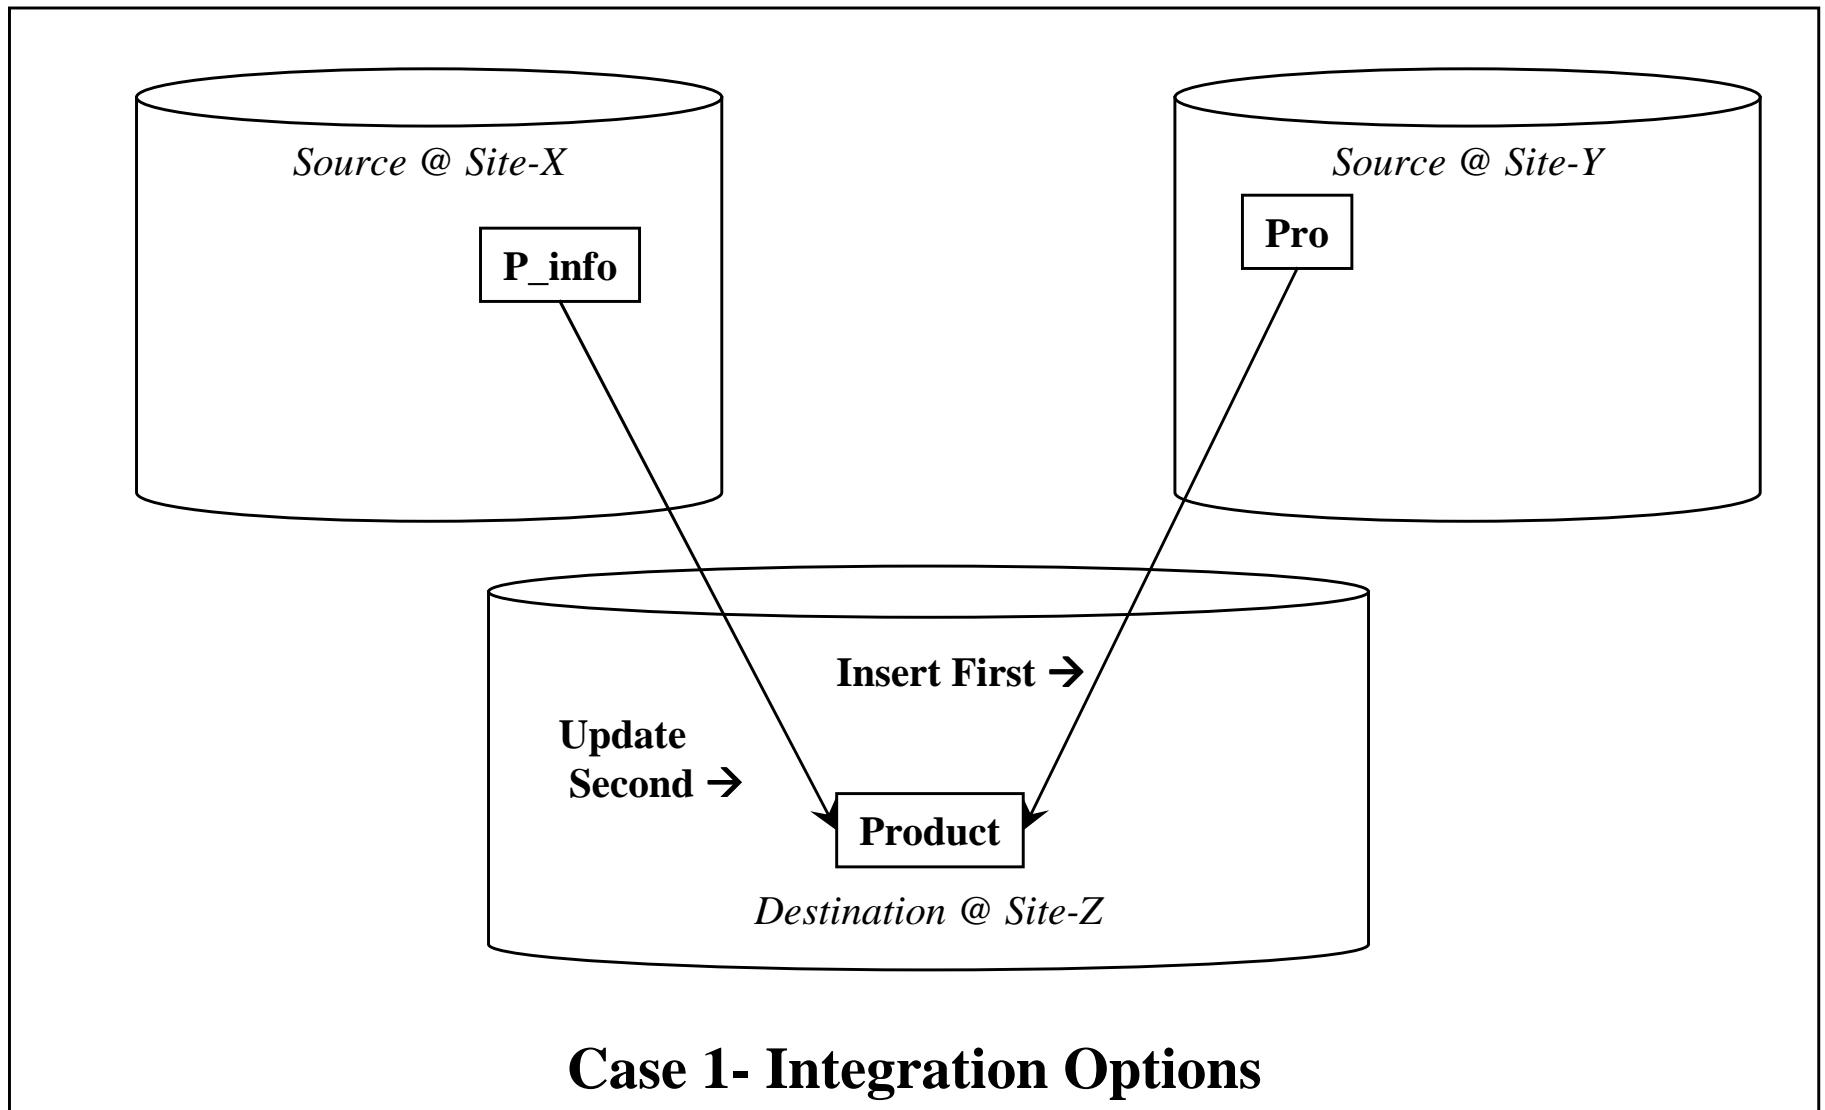 Source @ Site-X
Source @ Site-Y
P_info
Pro
Insert First →
Update
Second →
Product
Destination @ Site-Z
Case 1- Integration Options